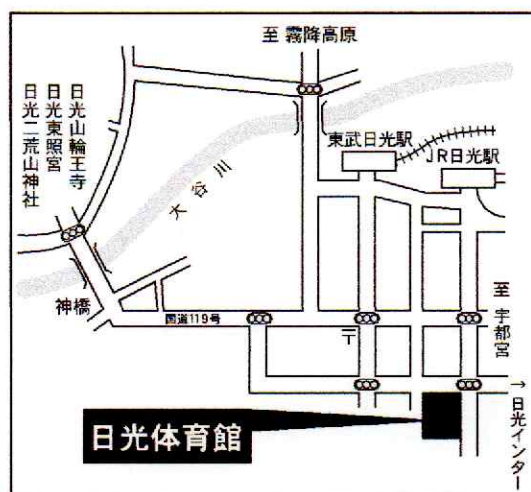 至 霧降高原
日光山輪王寺
日光東照宮
日光二荒山神社
東武日光駅
JR日光駅
大谷川
神橋
国道119号
〒
至 宇都宮
→日光インター
日光体育館